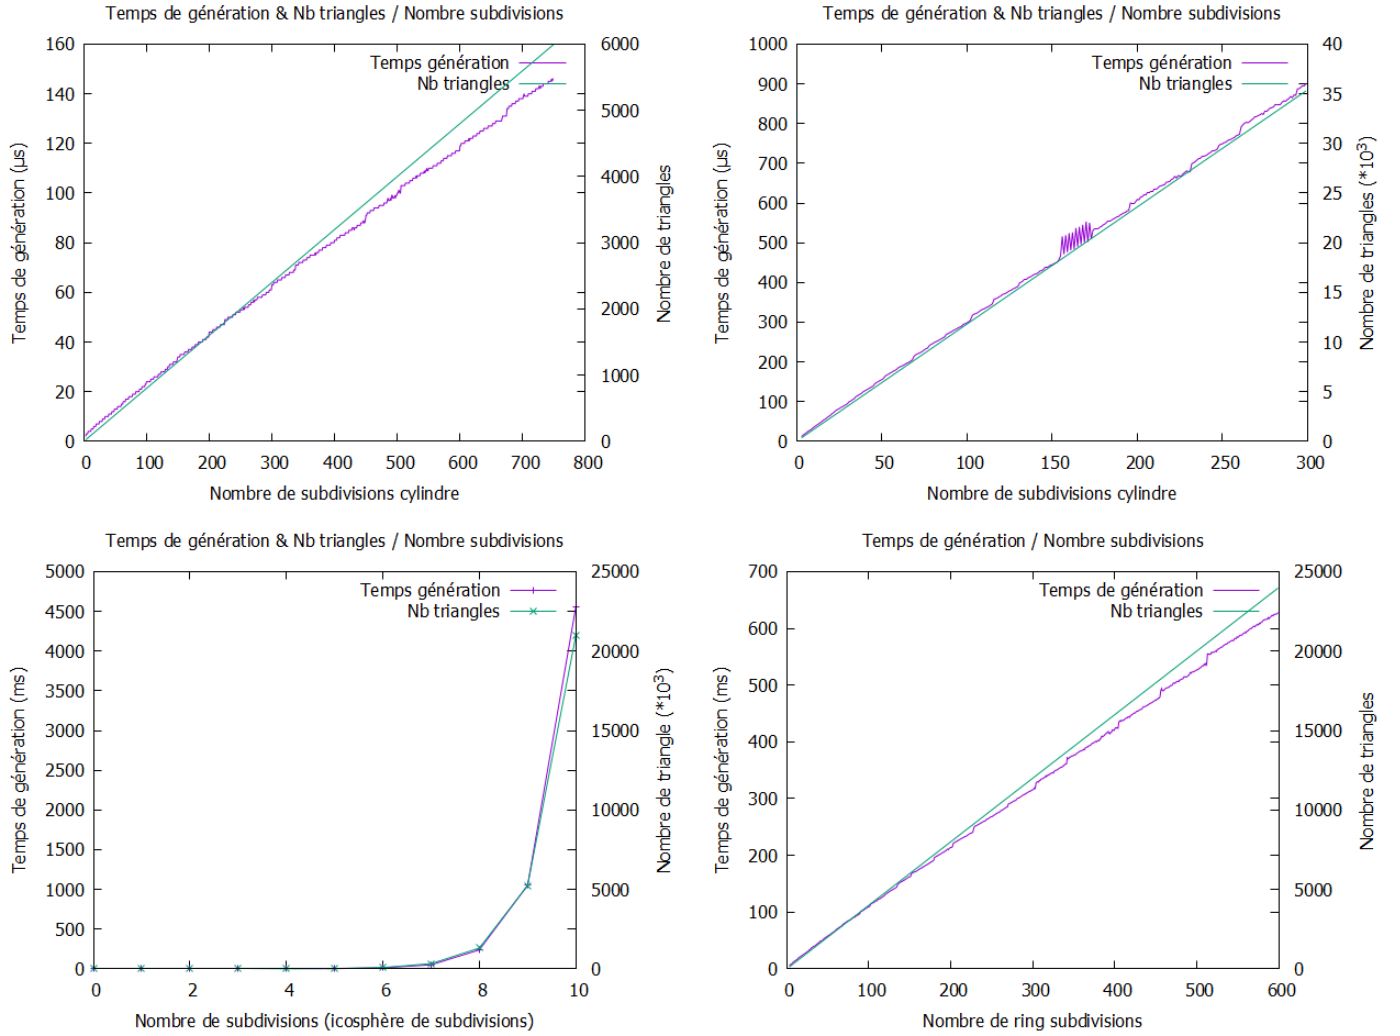 Temps de génération & Nb triangles / Nombre subdivisions
160
140
120
100
80
60
40
20
0
6000
5000
4000
3000
2000
1000
0
Temps génération
Nb triangles
Temps de génération (µs)
Nombre de triangles
0 100 200 300 400 500 600 700 800
Nombre de subdivisions cylindre
Temps de génération & Nb triangles / Nombre subdivisions
1000
900
800
700
600
500
400
300
200
100
0
40
35
30
25
20
15
10
5
0
Temps génération
Nb triangles
Temps de génération (µs)
Nombre de triangles (*10³)
0 50 100 150 200 250 300
Nombre de subdivisions cylindre
Temps de génération & Nb triangles / Nombre subdivisions
5000
4500
4000
3500
3000
2500
2000
1500
1000
500
0
25000
20000
15000
10000
5000
0
Temps génération
Nb triangles
Temps de génération (ms)
Nombre de triangle (*10³)
0 2 4 6 8 10
Nombre de subdivisions (icosphère de subdivisions)
Temps de génération / Nombre subdivisions
700
600
500
400
300
200
100
0
25000
20000
15000
10000
5000
0
Temps de génération
Nb triangles
Temps de génération (ms)
Nombre de triangles
0 100 200 300 400 500 600
Nombre de ring subdivisions